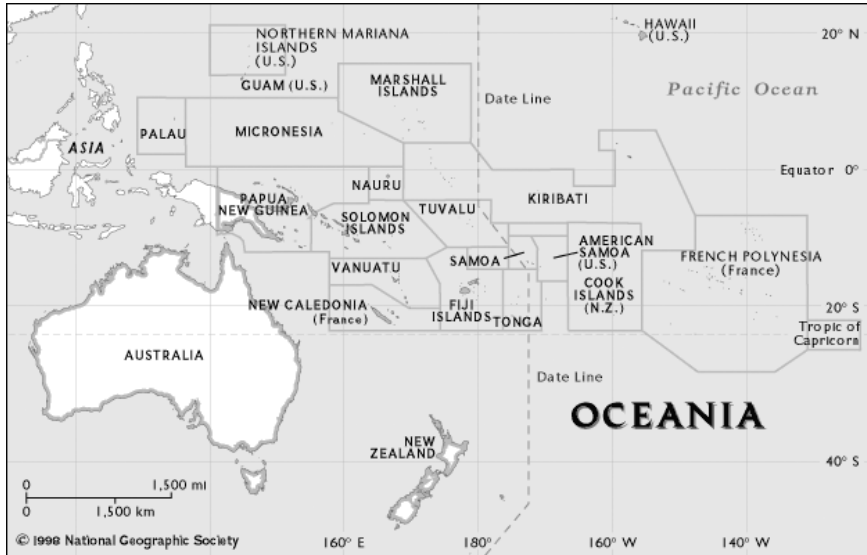 HAWAII
(U.S.)
20° N
NORTHERN MARIANA
ISLANDS
(U.S.)
GUAM (U.S.)
MARSHALL
ISLANDS
Date Line
Pacific Ocean
PALAU
MICRONESIA
ASIA
Equator 0°
NAURU
KIRIBATI
PAPUA
NEW GUINEA
TUVALU
SOLOMON
ISLANDS
SAMOA
AMERICAN
SAMOA
(U.S.)
FRENCH POLYNESIA
(France)
VANUATU
COOK
ISLANDS
(N.Z.)
NEW CALEDONIA
(France)
FIJI
ISLANDS
TONGA
20° S
Tropic of
Capricorn
AUSTRALIA
Date Line
OCEANIA
NEW
ZEALAND
40° S
0 1,500 mi
0 1,500 km
© 1998 National Geographic Society
160° E
180°
160° W
140° W